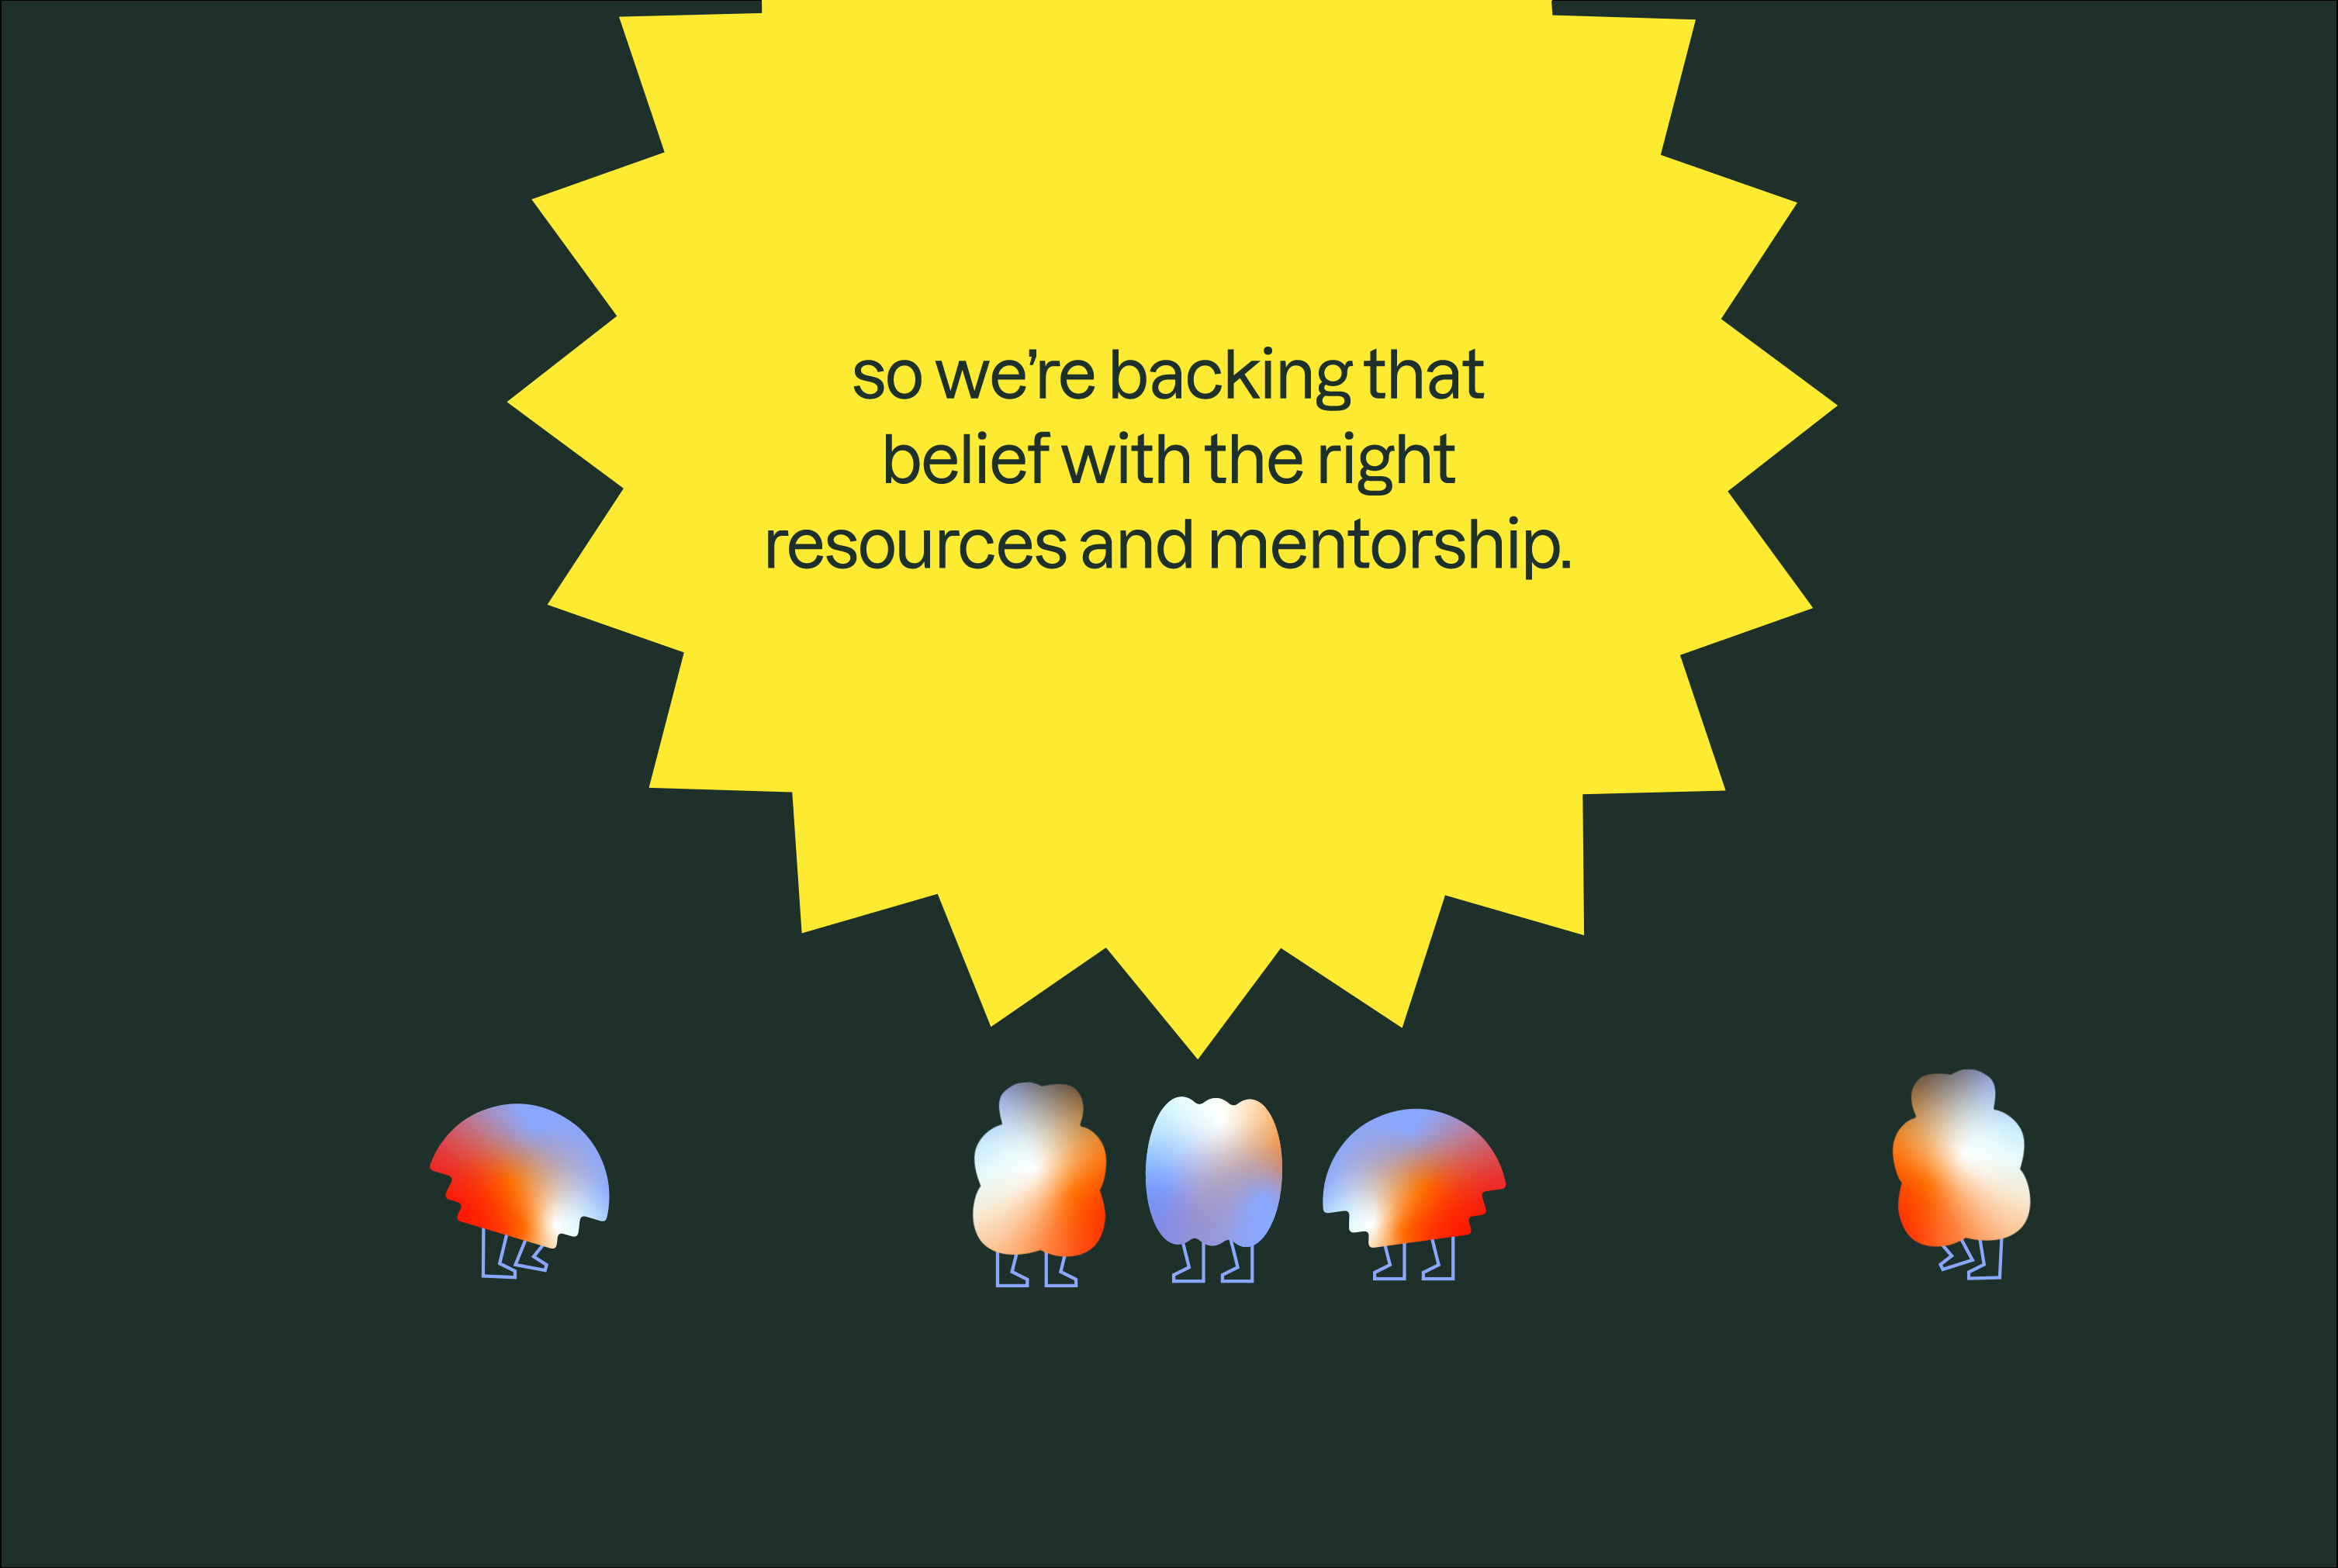 so we’re backing that
belief with the right
resources and mentorship.